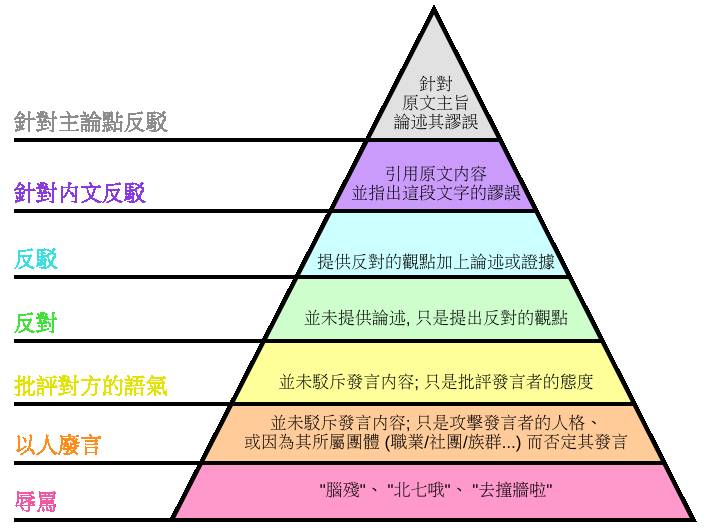 針對
原文主旨
論述其謬誤
針對主論點反駁
引用原文內容
並指出這段文字的謬誤
針對內文反駁
提供反對的觀點加上論述或證據
反駁
並未提供論述, 只是提出反對的觀點
反對
並未駁斥發言內容; 只是批評發言者的態度
批評對方的語氣
並未駁斥發言內容; 只是攻擊發言者的人格、
或因為其所屬團體 (職業/社團/族群...) 而否定其發言
以人廢言
"腦殘"、 "北七哦"、 "去撞牆啦"
辱罵